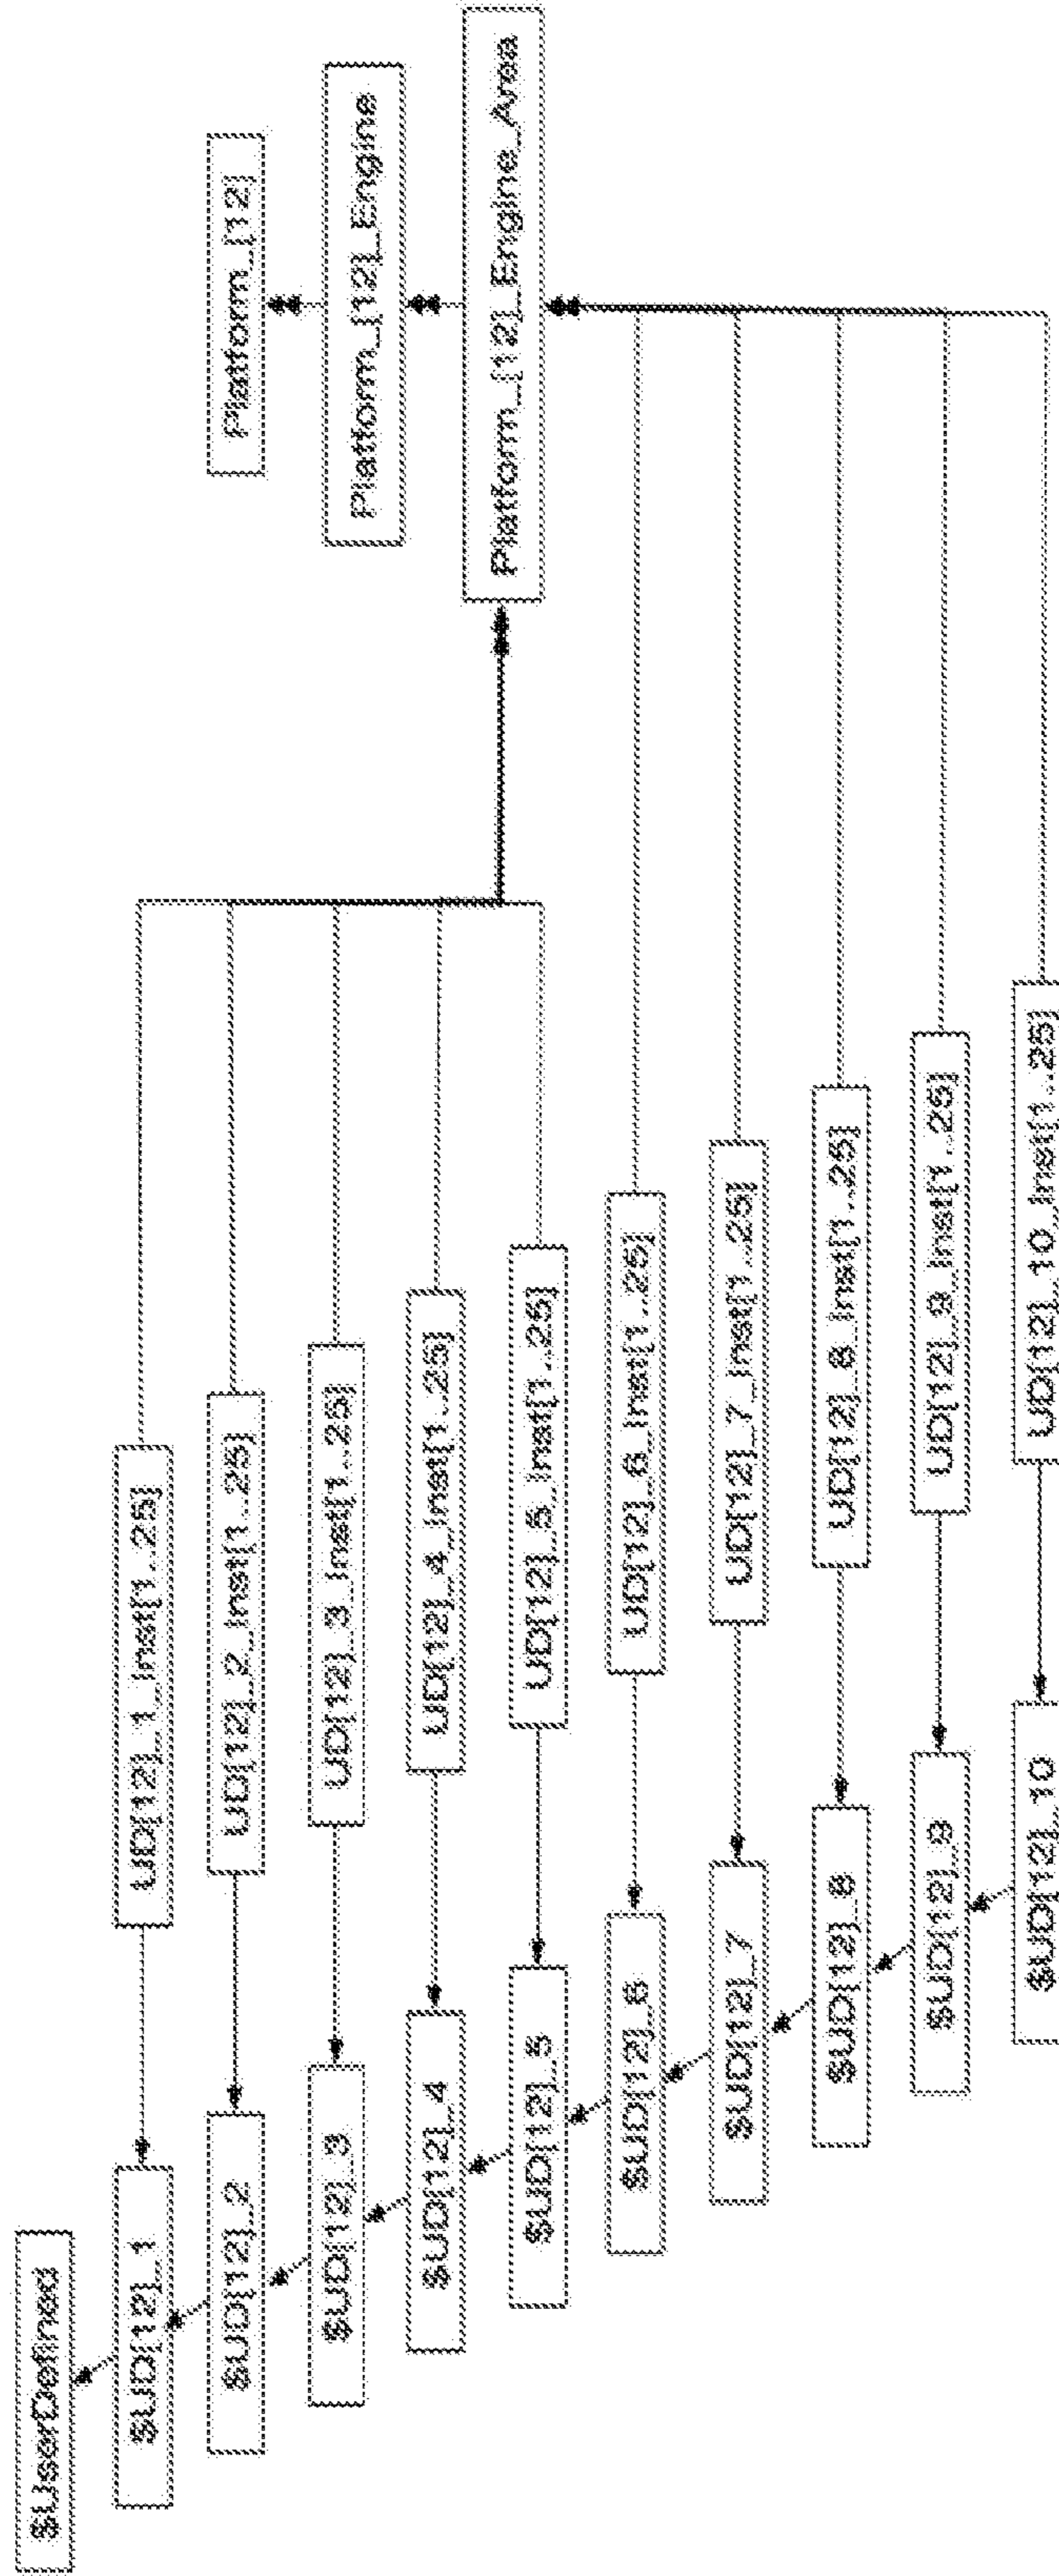 $UserDefined
$UD[12]_1
UD[12]_1_Inst[1..25]
$UD[12]_2
UD[12]_2_Inst[1..25]
Platform_[12]
$UD[12]_3
UD[12]_3_Inst[1..25]
Platform_[12]_Engine
$UD[12]_4
UD[12]_4_Inst[1..25]
$UD[12]_5
UD[12]_5_Inst[1..25]
Platform_[12]_Engine_Area
$UD[12]_6
UD[12]_6_Inst[1..25]
$UD[12]_7
UD[12]_7_Inst[1..25]
$UD[12]_8
UD[12]_8_Inst[1..25]
$UD[12]_9
UD[12]_9_Inst[1..25]
$UD[12]_10
UD[12]_10_Inst[1..25]